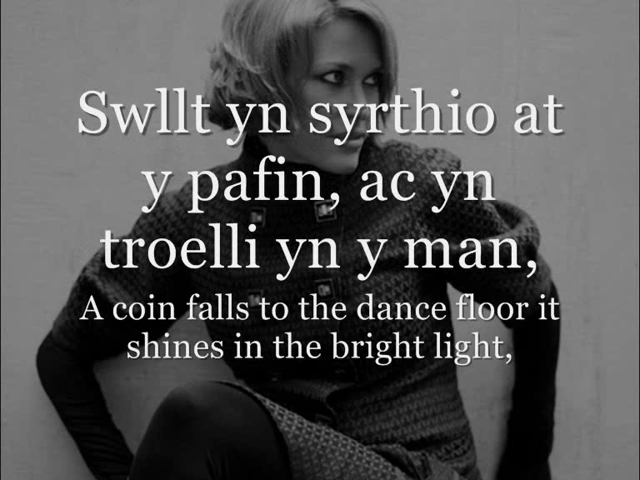 Swllt yn syrthio at
y pafin, ac yn
troelli yn y man,
A coin falls to the dance floor it
shines in the bright light,